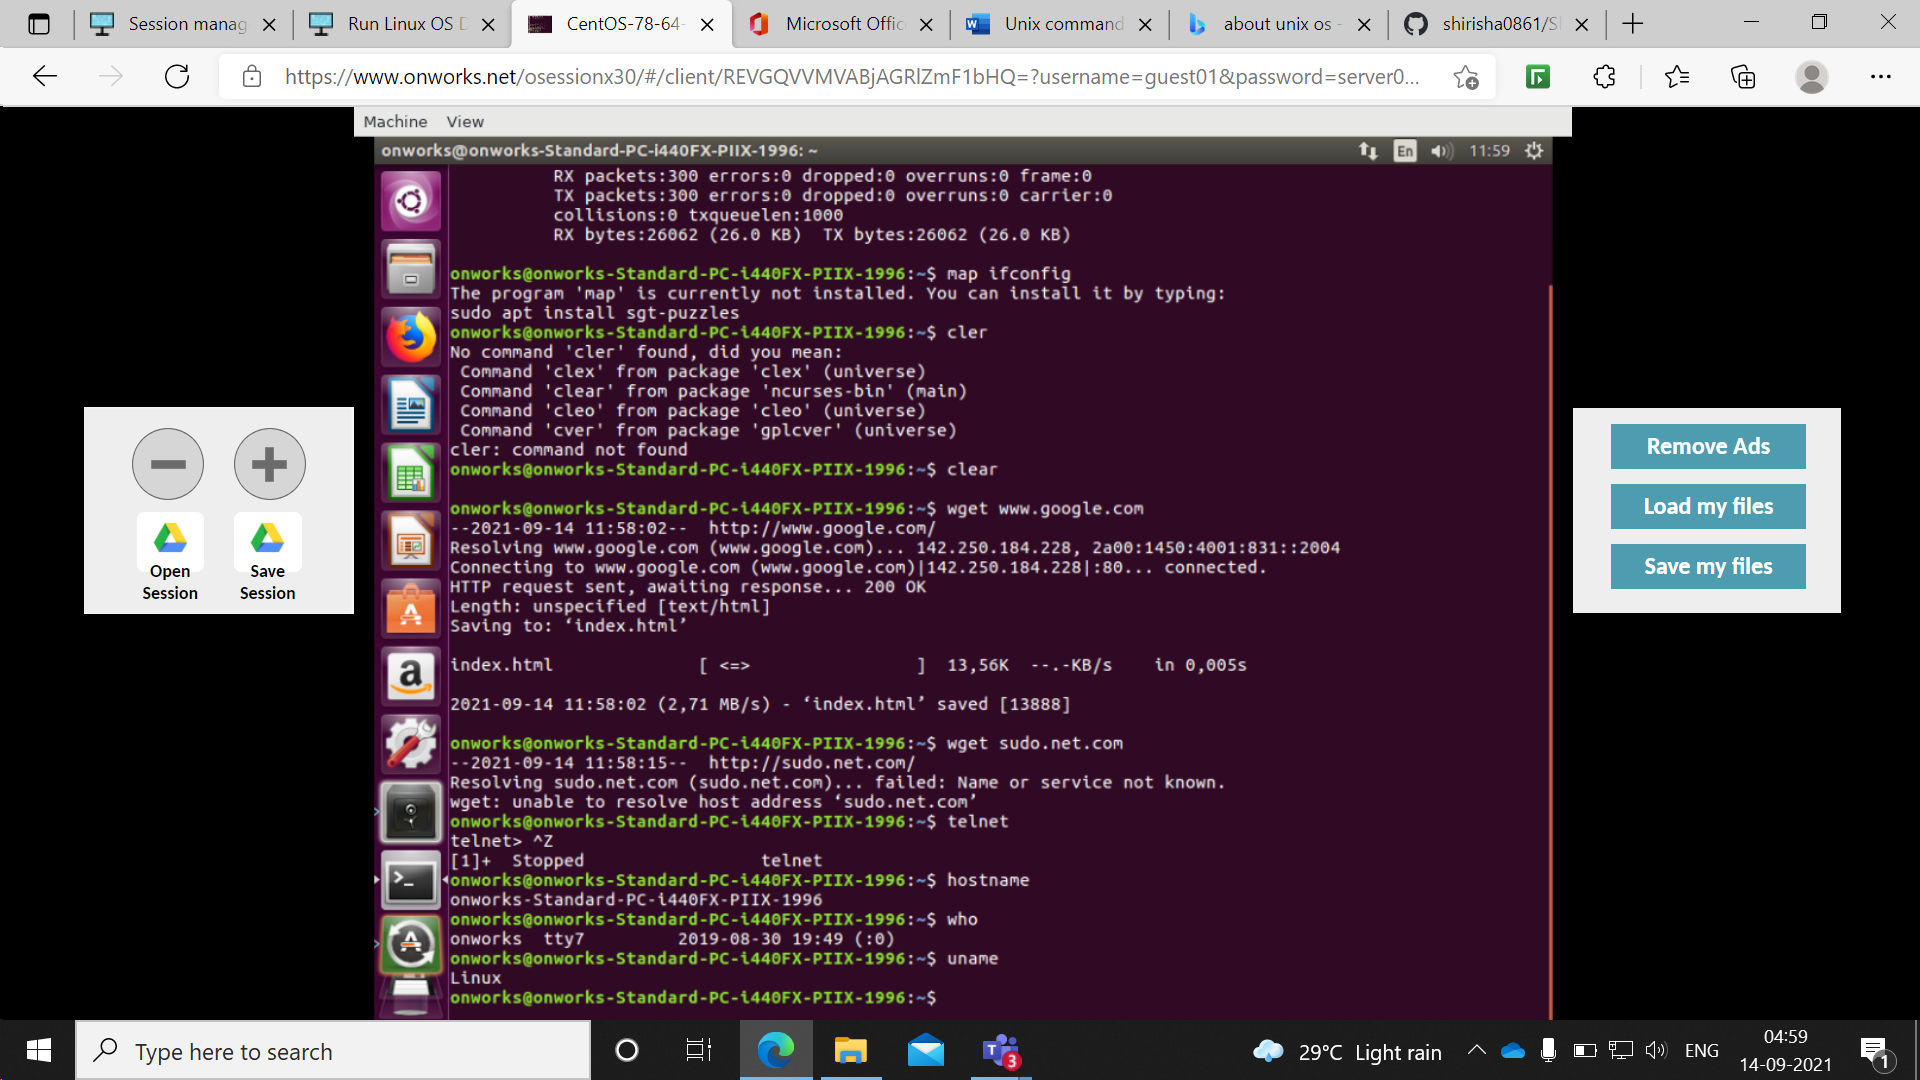 Session manag
Run Linux OS D
CentOS-78-64-
Microsoft Offic
Unix command
about unix os -
shirisha0861/S
https://www.onworks.net/osessionx30/#/client/REVGQVVMVABjAGRlZmF1bHQ=?username=guest01&password=server0...
Machine View
onworks@onworks-Standard-PC-i440FX-PIIX-1996: ~
En
11:59
RX packets:300 errors:0 dropped:0 overruns:0 frame:0
TX packets:300 errors:0 dropped:0 overruns:0 carrier:0
collisions:0 txqueuelen:1000
RX bytes:26062 (26.0 KB)  TX bytes:26062 (26.0 KB)
onworks@onworks-Standard-PC-i440FX-PIIX-1996:~$ map ifconfig
The program 'map' is currently not installed. You can install it by typing:
sudo apt install sgt-puzzles
onworks@onworks-Standard-PC-i440FX-PIIX-1996:~$ cler
No command 'cler' found, did you mean:
Command 'clex' from package 'clex' (universe)
Command 'clear' from package 'ncurses-bin' (main)
Command 'cleo' from package 'cleo' (universe)
Command 'cver' from package 'gplcver' (universe)
cler: command not found
onworks@onworks-Standard-PC-i440FX-PIIX-1996:~$ clear
onworks@onworks-Standard-PC-i440FX-PIIX-1996:~$ wget www.google.com
--2021-09-14 11:58:02--  http://www.google.com/
Resolving www.google.com (www.google.com)... 142.250.184.228, 2a00:1450:4001:831::2004
Connecting to www.google.com (www.google.com)|142.250.184.228|:80... connected.
HTTP request sent, awaiting response... 200 OK
Length: unspecified [text/html]
Saving to: ‘index.html’
index.html [ <=> ] 13,56K --.-KB/s in 0,005s
2021-09-14 11:58:02 (2,71 MB/s) - ‘index.html’ saved [13888]
onworks@onworks-Standard-PC-i440FX-PIIX-1996:~$ wget sudo.net.com
--2021-09-14 11:58:15--  http://sudo.net.com/
Resolving sudo.net.com (sudo.net.com)... failed: Name or service not known.
wget: unable to resolve host address ‘sudo.net.com’
onworks@onworks-Standard-PC-i440FX-PIIX-1996:~$ telnet
telnet> ^Z
[1]+  Stopped                 telnet
onworks@onworks-Standard-PC-i440FX-PIIX-1996:~$ hostname
onworks-Standard-PC-i440FX-PIIX-1996
onworks@onworks-Standard-PC-i440FX-PIIX-1996:~$ who
onworks  tty7         2019-08-30 19:49 (:0)
onworks@onworks-Standard-PC-i440FX-PIIX-1996:~$ uname
Linux
onworks@onworks-Standard-PC-i440FX-PIIX-1996:~$
Open
Session
Save
Session
Remove Ads
Load my files
Save my files
Type here to search
3
29°C Light rain
ENG
04:59
14-09-2021
1